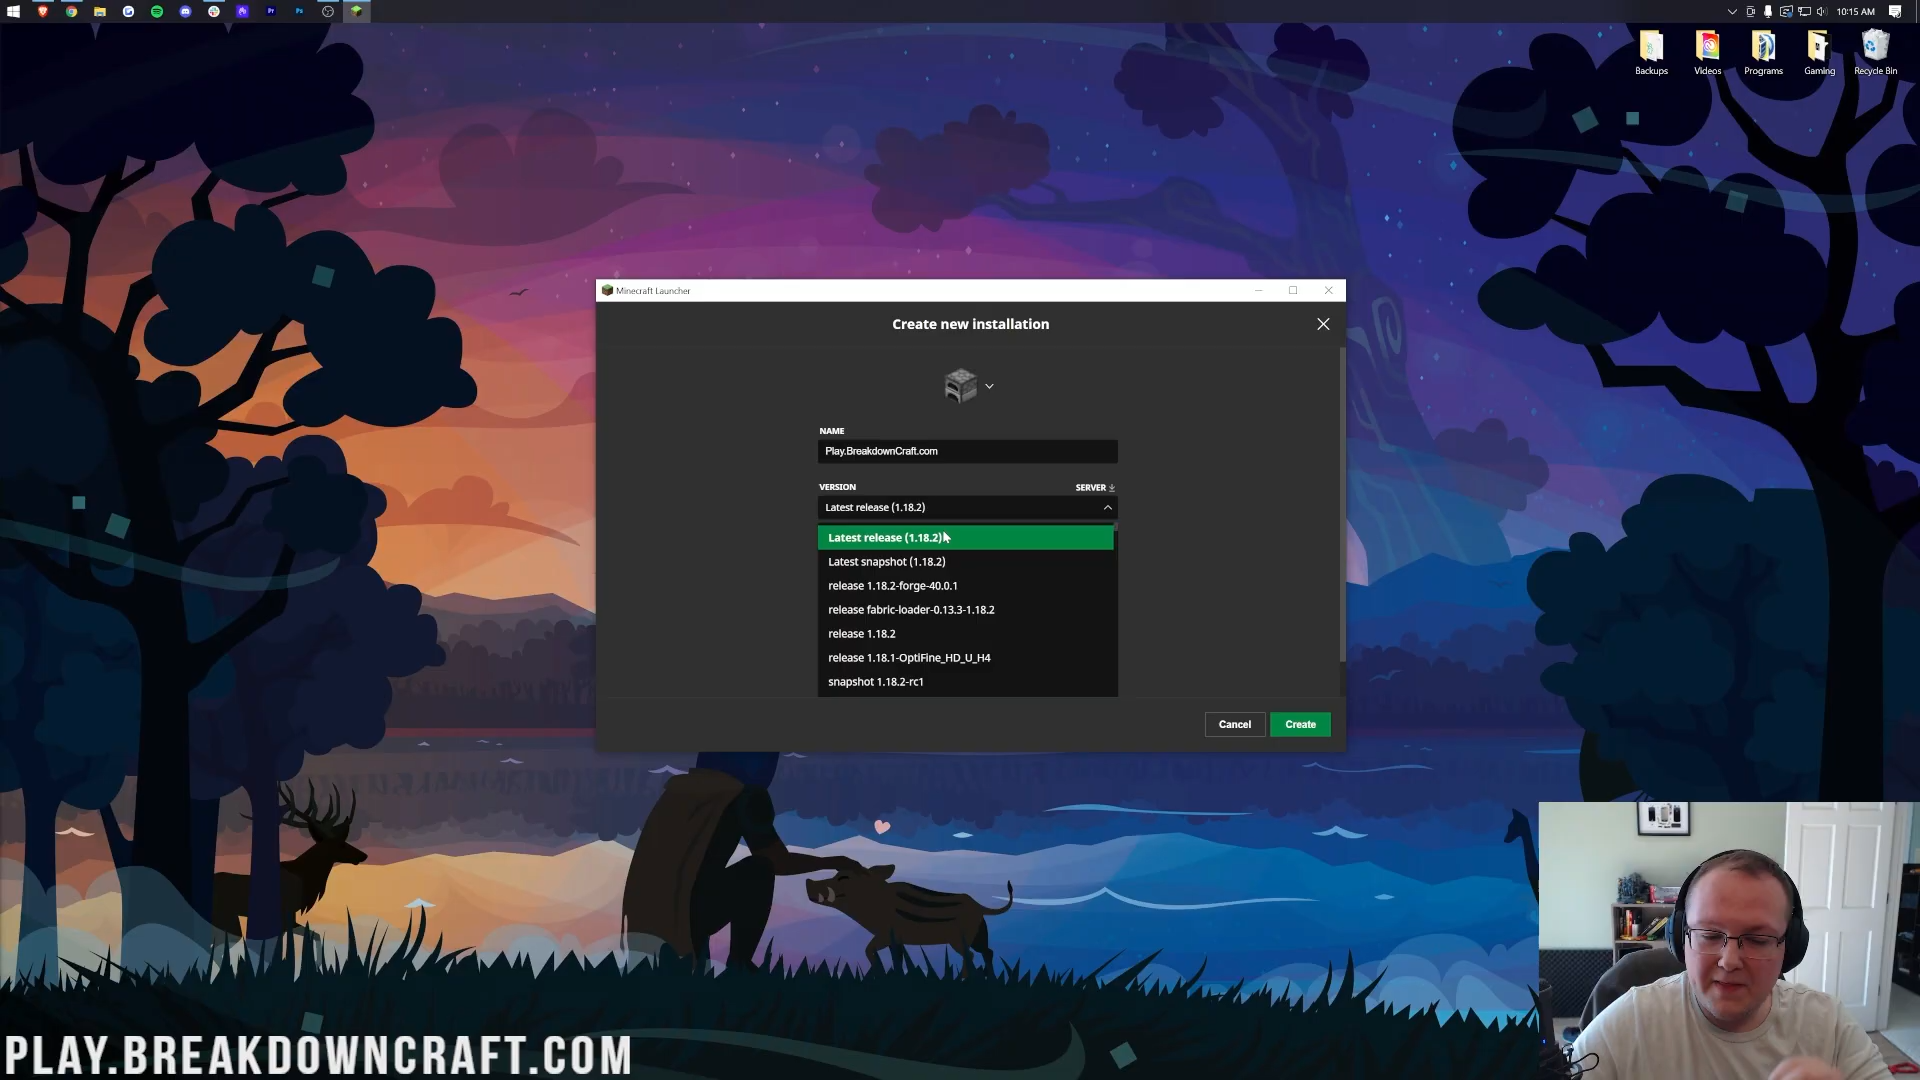 10:15 AM
Backups
Videos
Programs
Gaming
Recycle Bin
Minecraft Launcher
Create new installation
NAME
Play.BreakdownCraft.com
VERSION
SERVER
Latest release (1.18.2)
Latest release (1.18.2)
Latest snapshot (1.18.2)
release 1.18.2-forge-40.0.1
release fabric-loader-0.13.3-1.18.2
release 1.18.2
release 1.18.1-OptiFine_HD_U_H4
snapshot 1.18.2-rc1
Cancel
Create
PLAY.BREAKDOWNCRAFT.COM